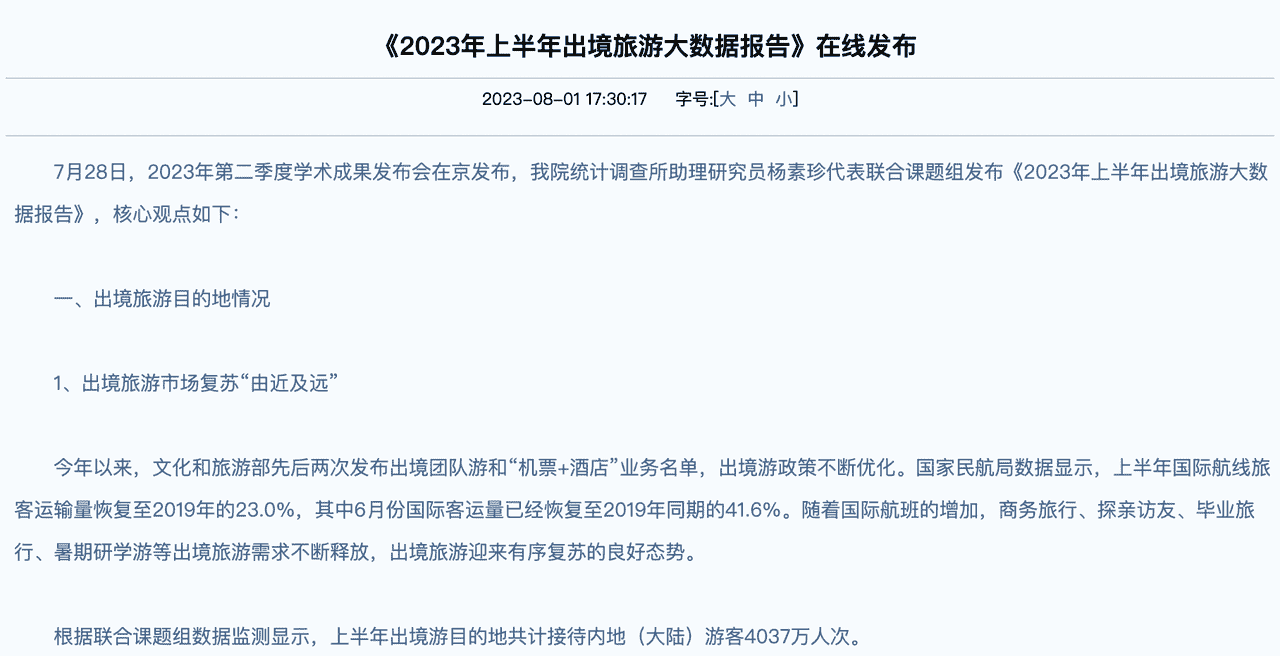 《2023年上半年出境旅游大数据报告》在线发布
2023-08-01 17:30:17 字号:[大 中 小]
7月28日，2023年第二季度学术成果发布会在京发布，我院统计调查所助理研究员杨素珍代表联合课题组发布《2023年上半年出境旅游大数
据报告》，核心观点如下：
一、出境旅游目的地情况
1、出境旅游市场复苏“由近及远”
今年以来，文化和旅游部先后两次发布出境团队游和“机票+酒店”业务名单，出境游政策不断优化。国家民航局数据显示，上半年国际航线旅
客运输量恢复至2019年的23.0%，其中6月份国际客运量已经恢复至2019年同期的41.6%。随着国际航班的增加，商务旅行、探亲访友、毕业旅
行、暑期研学游等出境旅游需求不断释放，出境旅游迎来有序复苏的良好态势。
根据联合课题组数据监测显示，上半年出境游目的地共计接待内地（大陆）游客4037万人次。